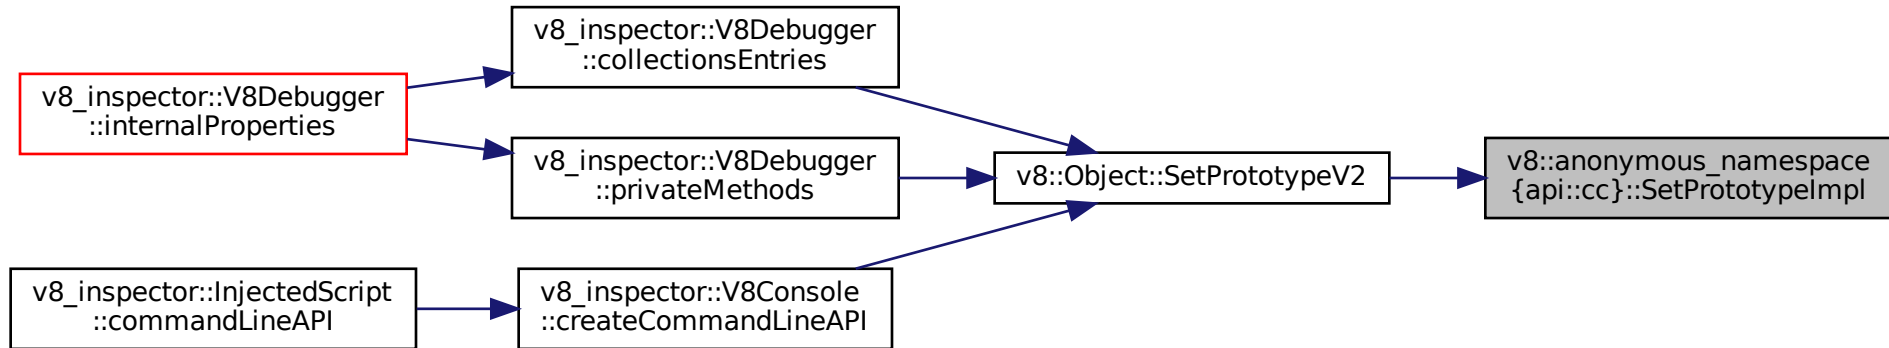 v8_inspector::V8Debugger
::internalProperties
v8_inspector::V8Debugger
::collectionsEntries
v8_inspector::V8Debugger
::privateMethods
v8::Object::SetPrototypeV2
v8::anonymous_namespace
{api::cc}::SetPrototypeImpl
v8_inspector::InjectedScript
::commandLineAPI
v8_inspector::V8Console
::createCommandLineAPI